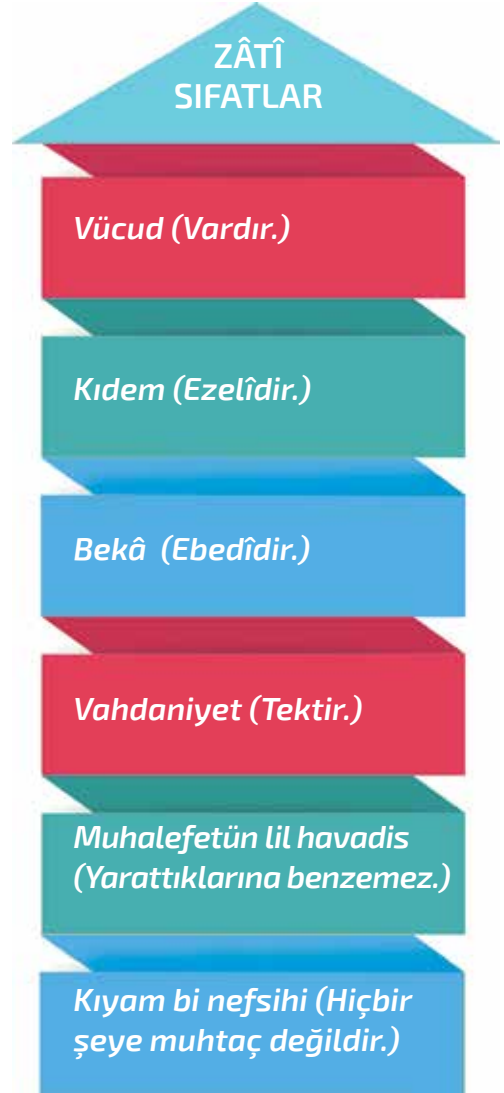 ZÂTÎ
SIFATLAR
Vücud (Vardır.)
Kıdem (Ezelîdir.)
Bekâ (Ebedîdir.)
Vahdaniyet (Tektir.)
Muhalefetün lil havadis
(Yarattıklarına benzemez.)
Kıyam bi nefsihi (Hiçbir
şeye muhtaç değildir.)